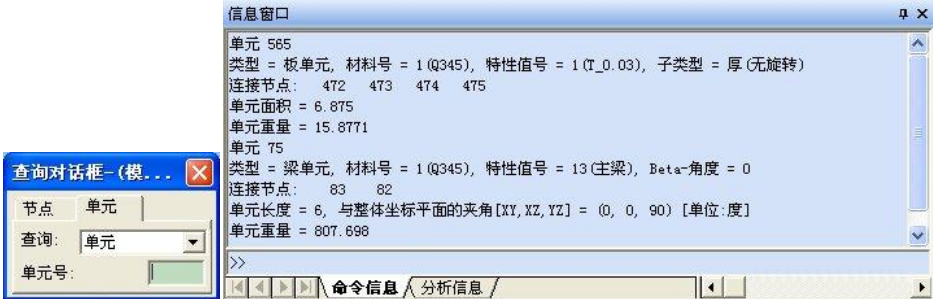 信息窗口
单元 565
类型 = 板单元, 材料号 = 1(Q345), 特性值号 = 1(T_0.03), 子类型 = 厚(无旋转)
连接节点: 472 473 474 475
单元面积 = 6.875
单元重量 = 15.8771
单元 75
类型 = 梁单元, 材料号 = 1(Q345), 特性值号 = 13(主梁), Beta-角度 = 0
连接节点: 83 82
单元长度 = 6, 与整体坐标平面的夹角[XY,XZ,YZ] = (0, 0, 90) [单位:度]
单元重量 = 807.698
>>
命令信息 分析信息
查询对话框-(模...
节点 单元
查询: 单元
单元号: